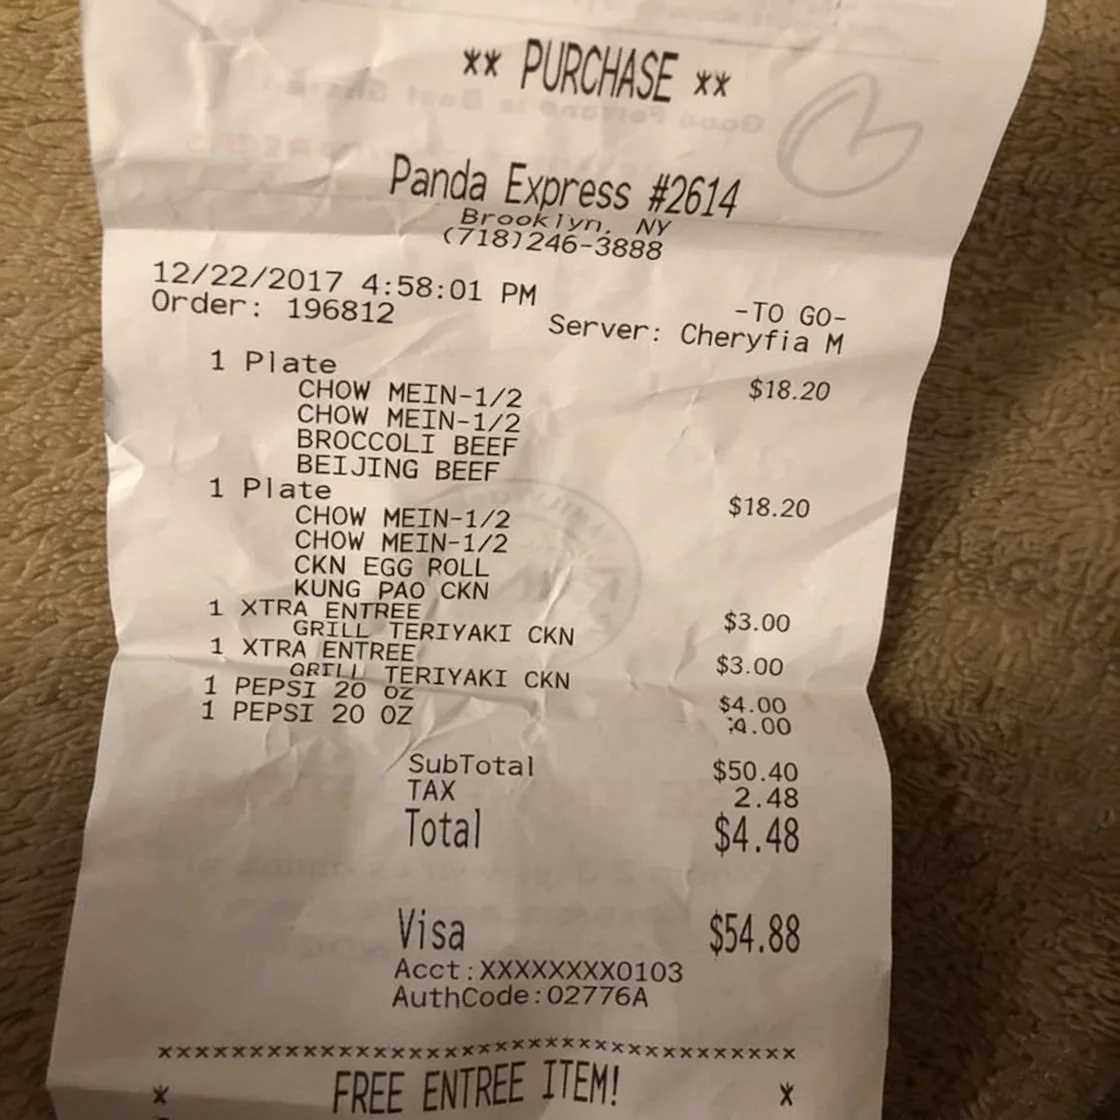 ** PURCHASE **
Panda Express #2614
Brooklyn, NY
(718)246-3888
12/22/2017 4:58:01 PM
-TO GO-
Order: 196812
Server: Cheryfia M
1 Plate $18.20
CHOW MEIN-1/2
CHOW MEIN-1/2
BROCCOLI BEEF
BEIJING BEEF
1 Plate $18.20
CHOW MEIN-1/2
CHOW MEIN-1/2
CKN EGG ROLL
KUNG PAO CKN
1 XTRA ENTREE $3.00
GRILL TERIYAKI CKN
1 XTRA ENTREE $3.00
GRILL TERIYAKI CKN
1 PEPSI 20 OZ $4.00
1 PEPSI 20 OZ 4.00
SubTotal $50.40
TAX 2.48
Total $4.48
Visa $54.88
Acct:XXXXXXXX0103
AuthCode:02776A
xxxxxxxxxxxxxxxxxxxxxxxxxxxxxxxxxxxxxxxx
* FREE ENTREE ITEM! *